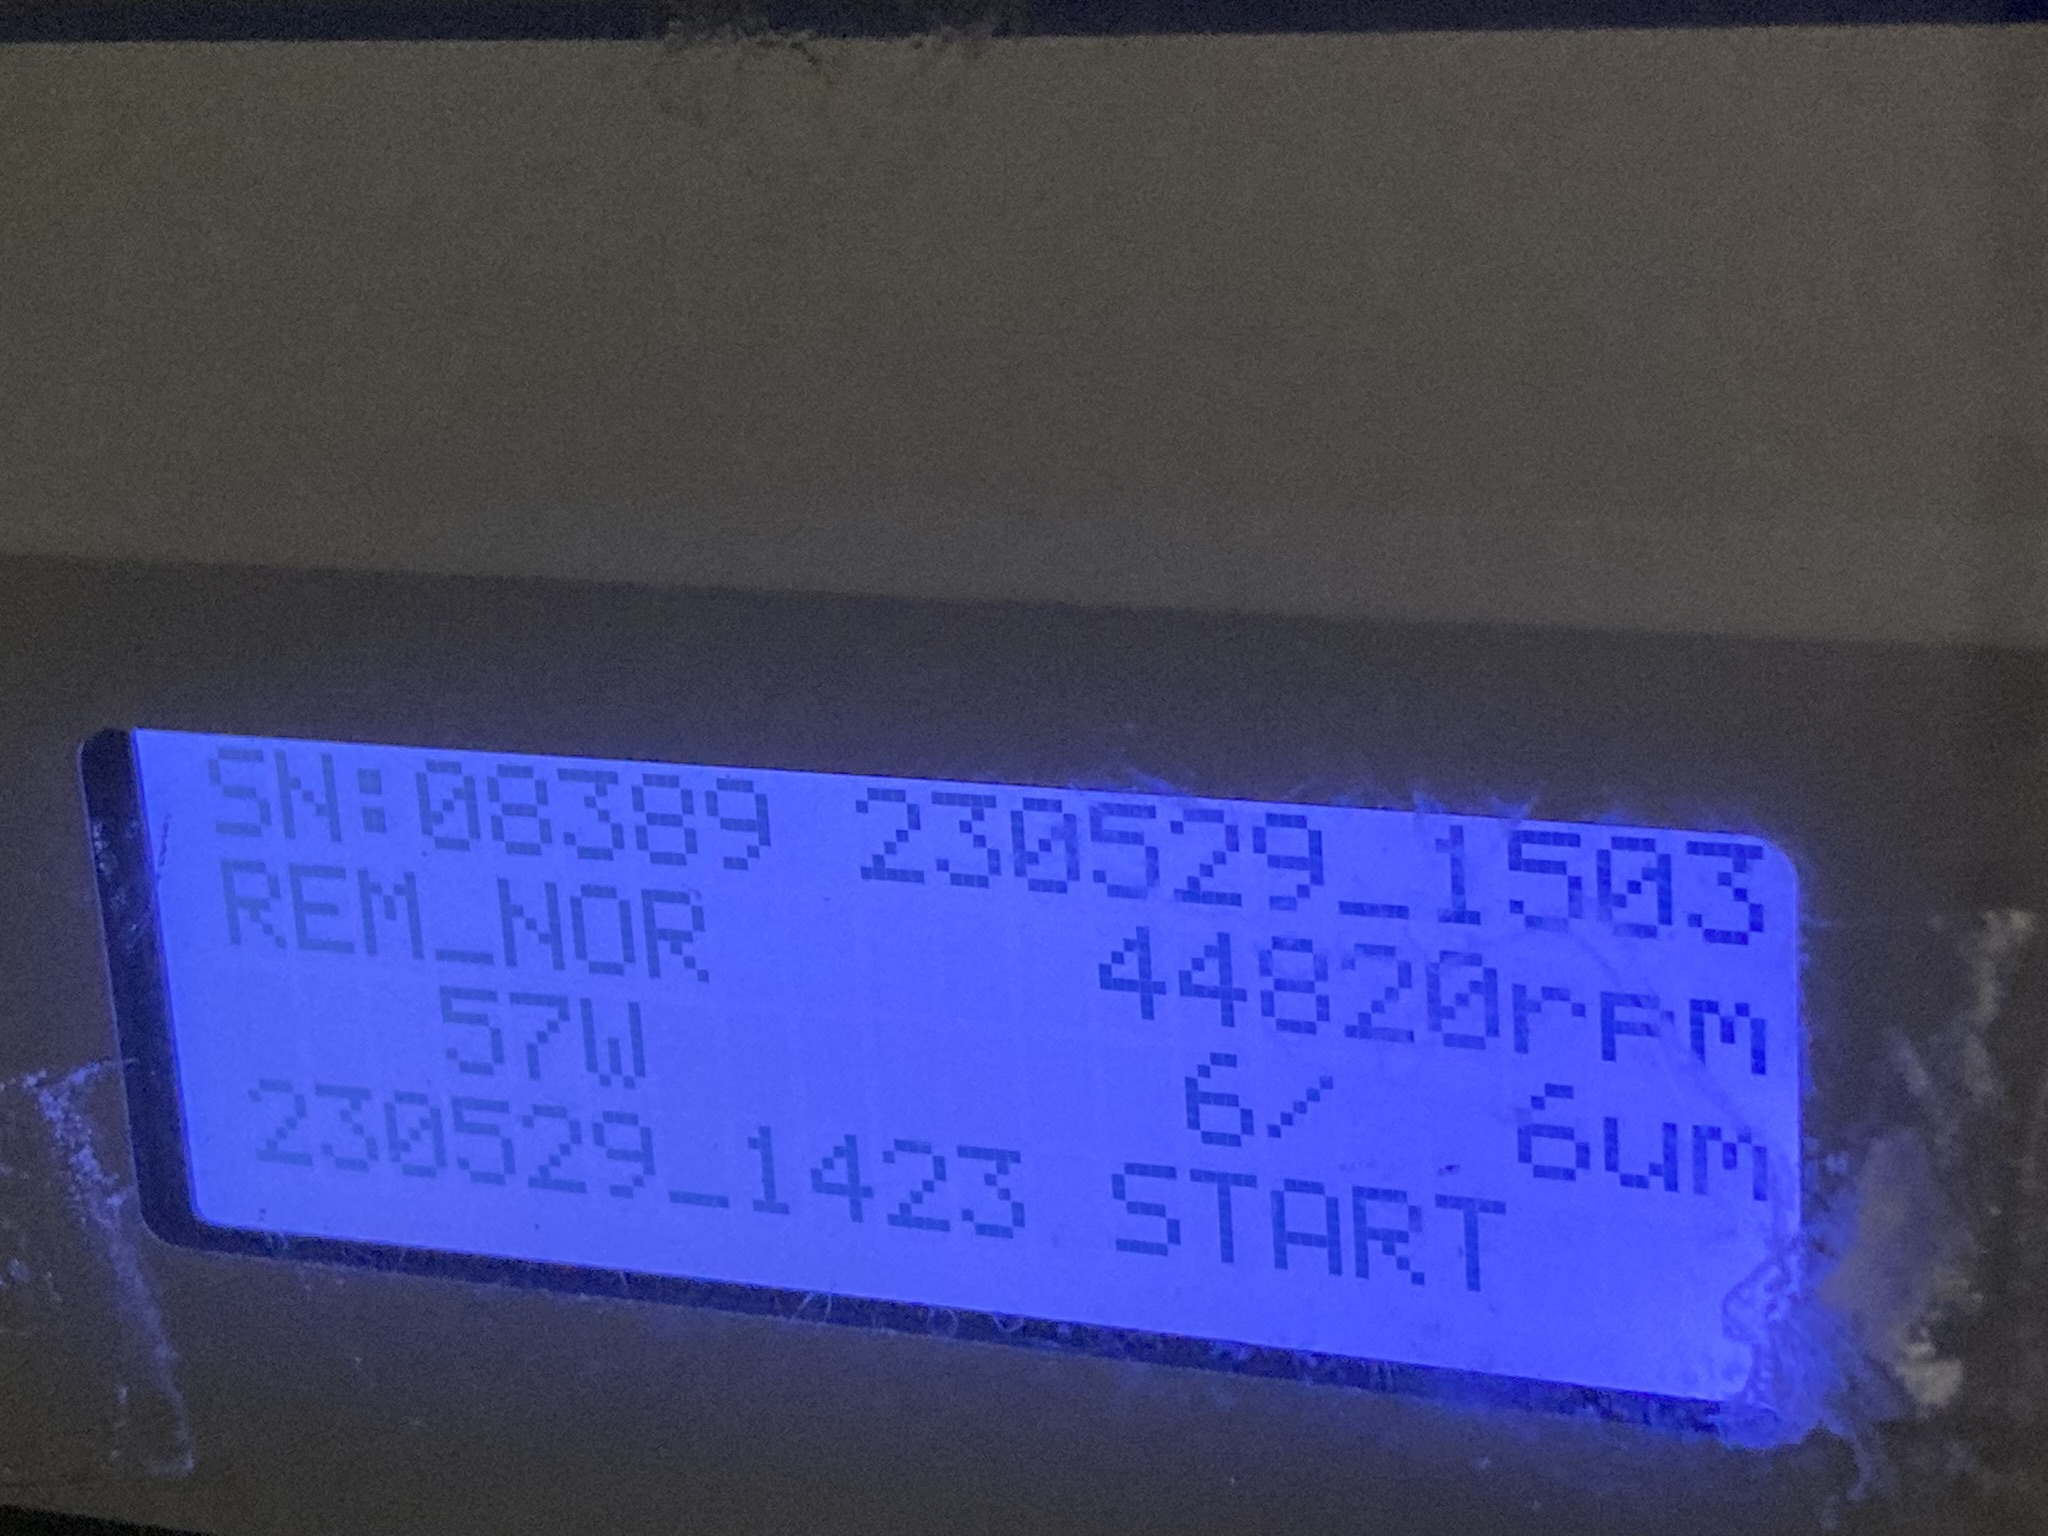 SN:08389 230529_1503
REM_NOR 44820rpm
57W 6/ 6um
230529_1423 START